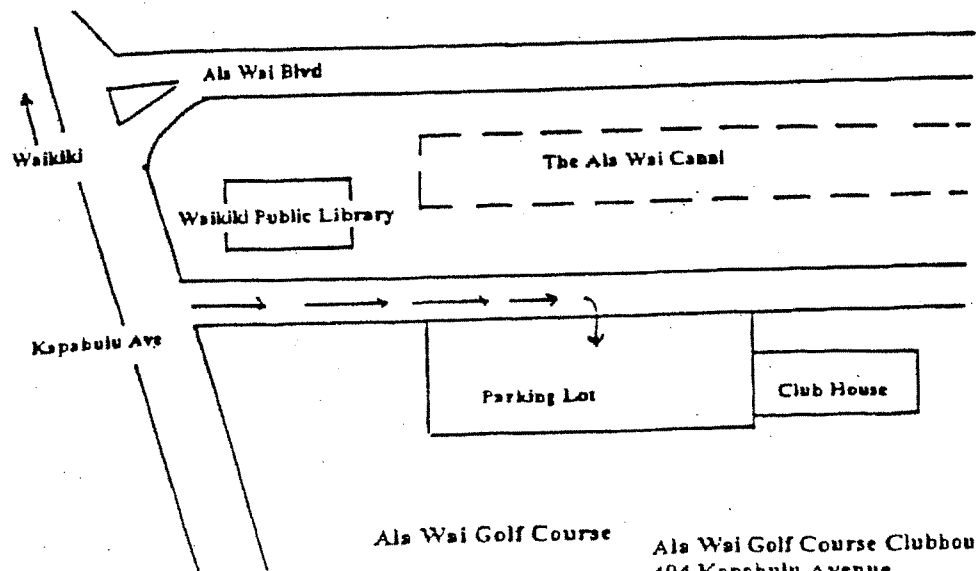 Ala Wai Blvd
Waikiki
The Ala Wai Canal
Waikiki Public Library
Kapahulu Ave
Parking Lot
Club House
Ala Wai Golf Course
Ala Wai Golf Course Clubhou
404 Kapahulu Avenue